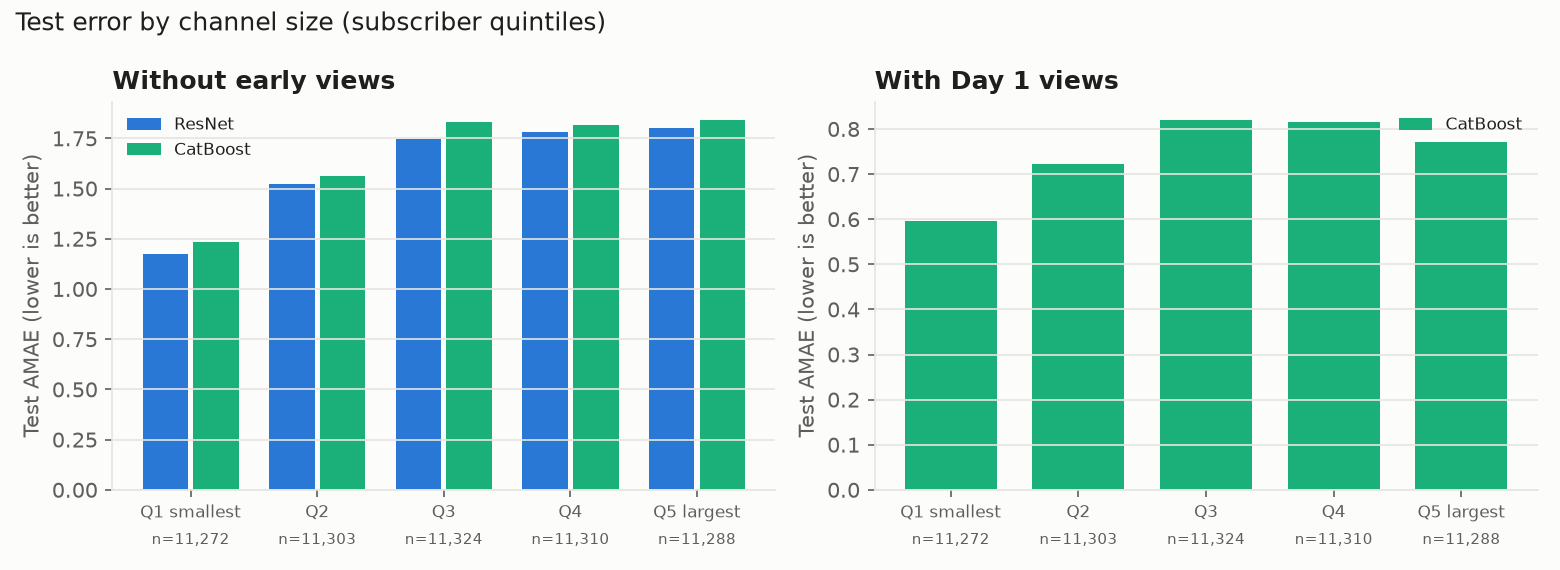 Test error by channel size (subscriber quintiles)
Without early views
Test AMAE (lower is better)
1.75
1.50
1.25
1.00
0.75
0.50
0.25
0.00
ResNet
CatBoost
Q1 smallest
n=11,272
Q2
n=11,303
Q3
n=11,324
Q4
n=11,310
Q5 largest
n=11,288
With Day 1 views
Test AMAE (lower is better)
0.8
0.7
0.6
0.5
0.4
0.3
0.2
0.1
0.0
CatBoost
Q1 smallest
n=11,272
Q2
n=11,303
Q3
n=11,324
Q4
n=11,310
Q5 largest
n=11,288